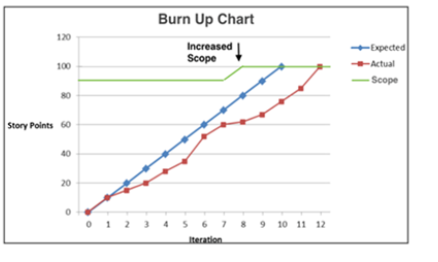 Burn Up Chart
120
100
80
60
40
20
0
Increased
Scope
Expected
Actual
Scope
Story Points
0 1 2 3 4 5 6 7 8 9 10 11 12
Iteration